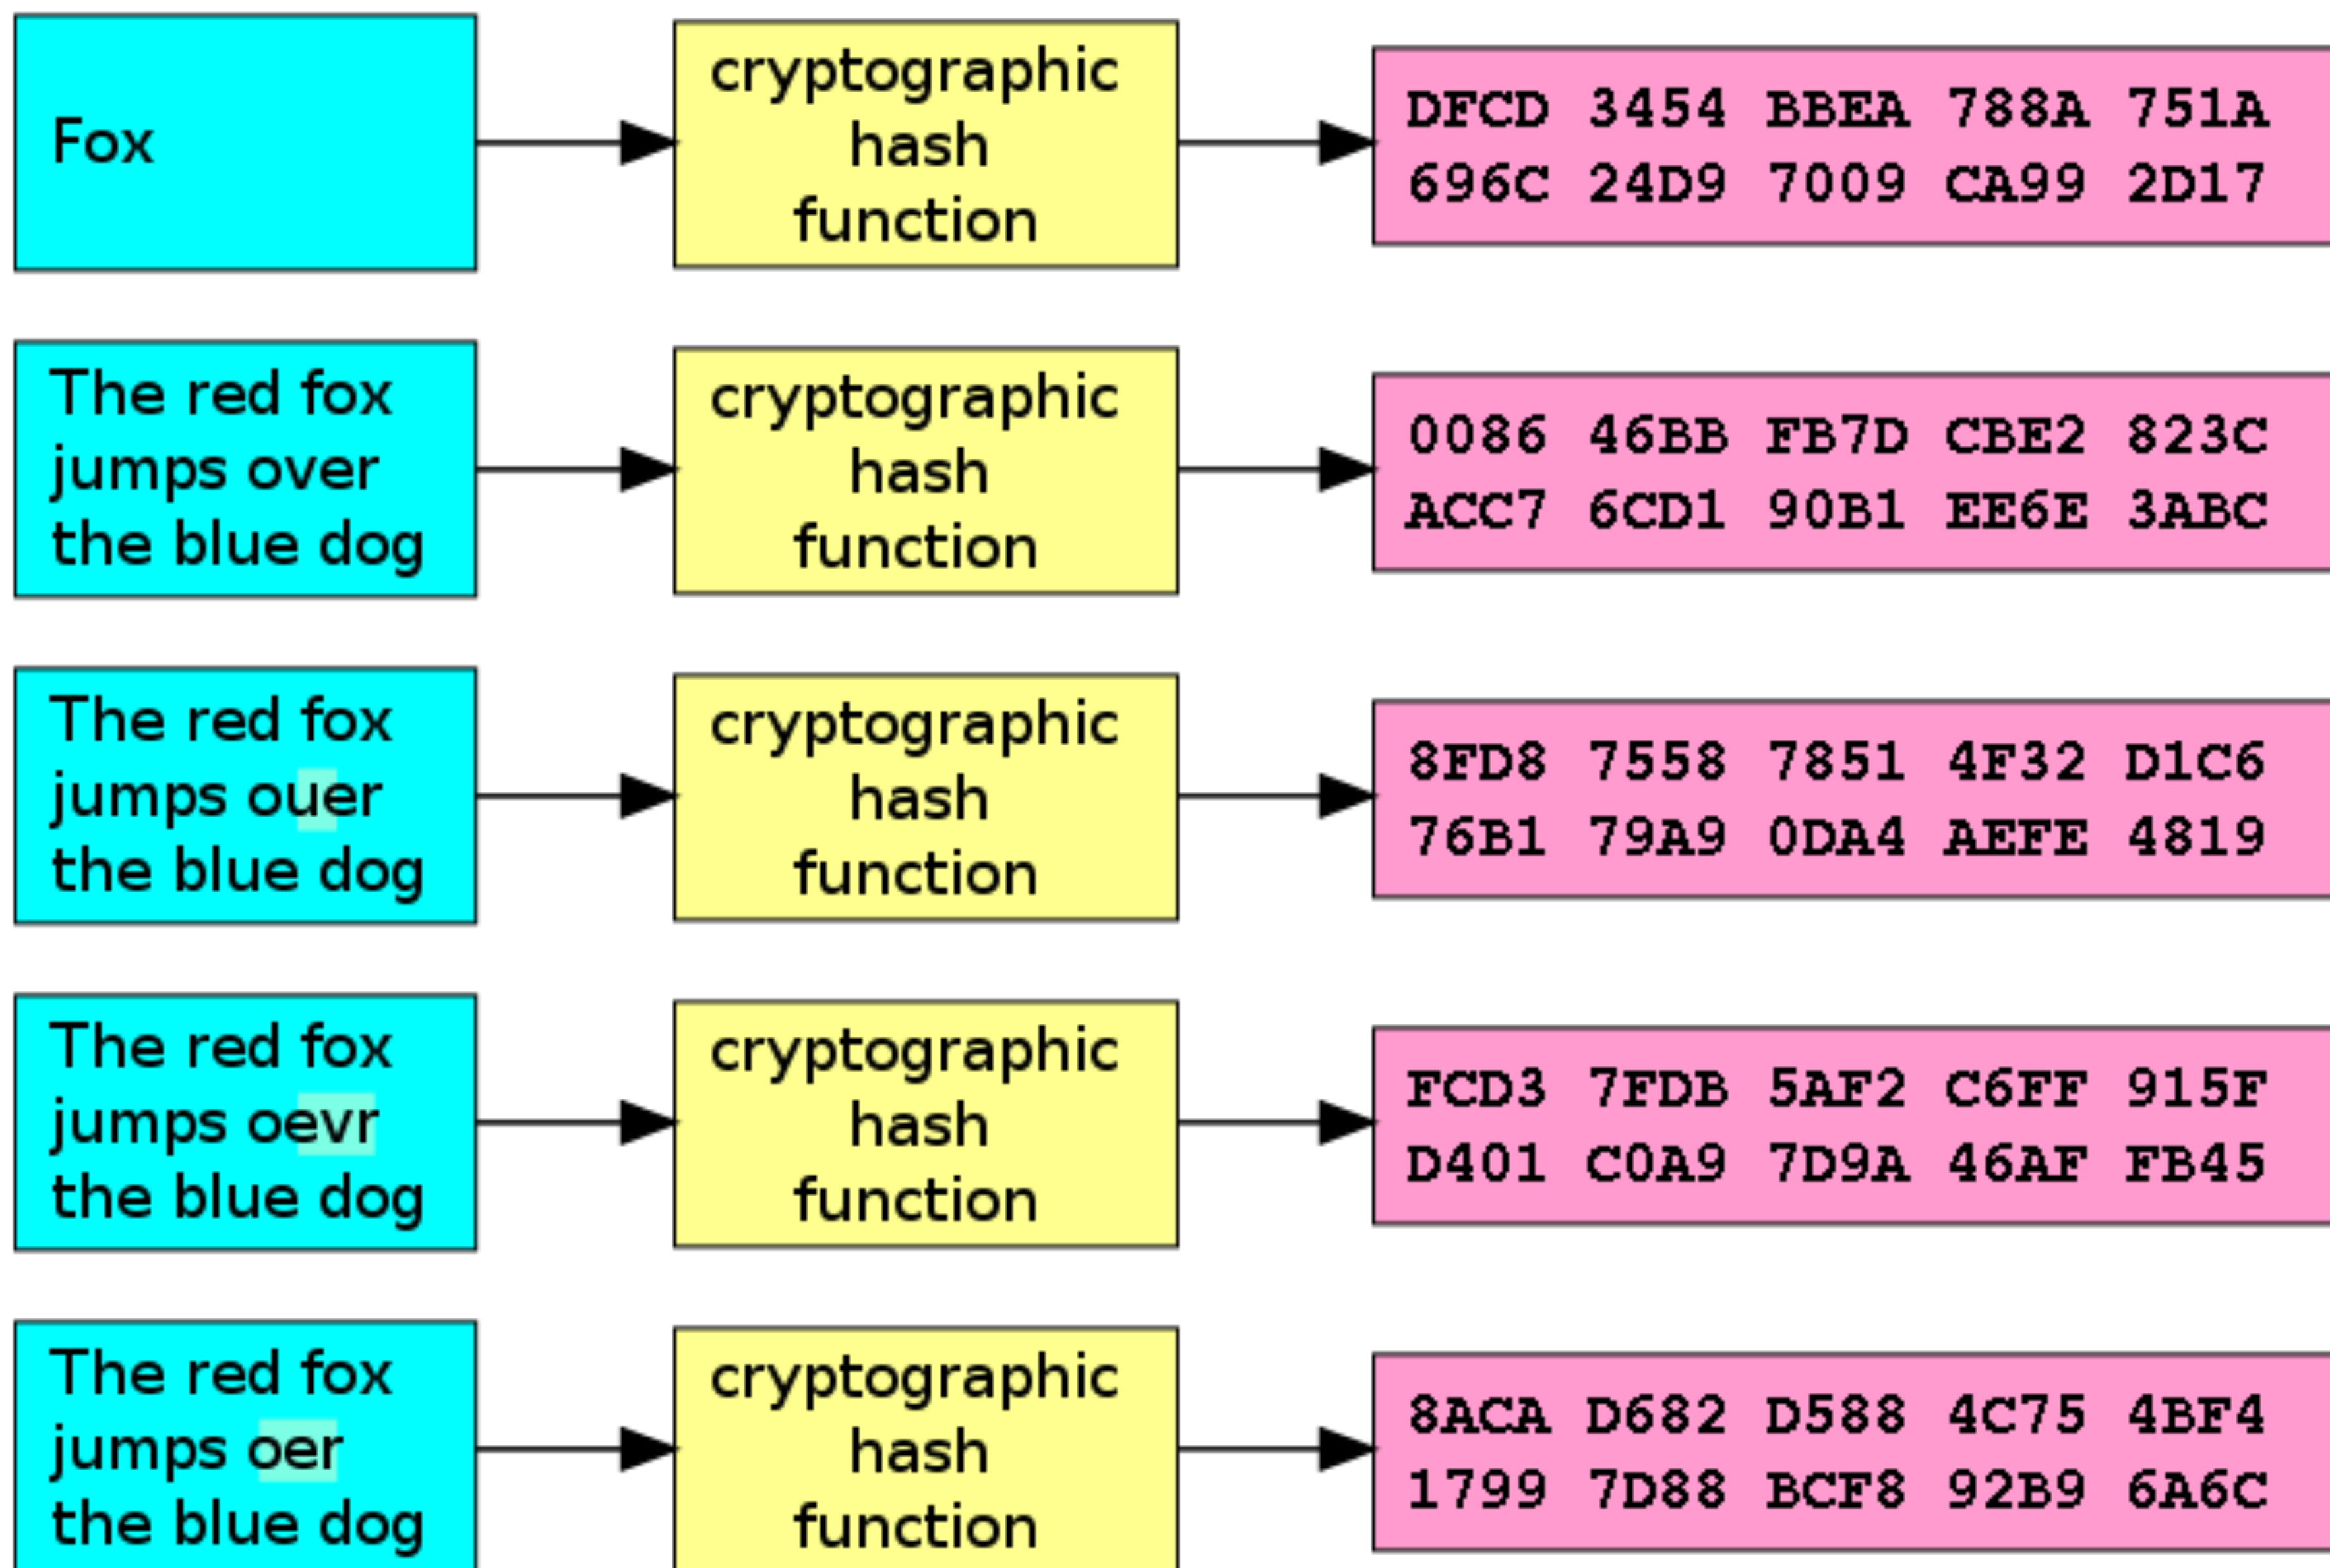 Fox
cryptographic
hash
function
DFCD 3454 BBEA 788A 751A
696C 24D9 7009 CA99 2D17
The red fox
jumps over
the blue dog
cryptographic
hash
function
0086 46BB FB7D CBE2 823C
ACC7 6CD1 90B1 EE6E 3ABC
The red fox
jumps ouer
the blue dog
cryptographic
hash
function
8FD8 7558 7851 4F32 D1C6
76B1 79A9 0DA4 AEFE 4819
The red fox
jumps oevr
the blue dog
cryptographic
hash
function
FCD3 7FDB 5AF2 C6FF 915F
D401 C0A9 7D9A 46AF FB45
The red fox
jumps oer
the blue dog
cryptographic
hash
function
8ACA D682 D588 4C75 4BF4
1799 7D88 BCF8 92B9 6A6C